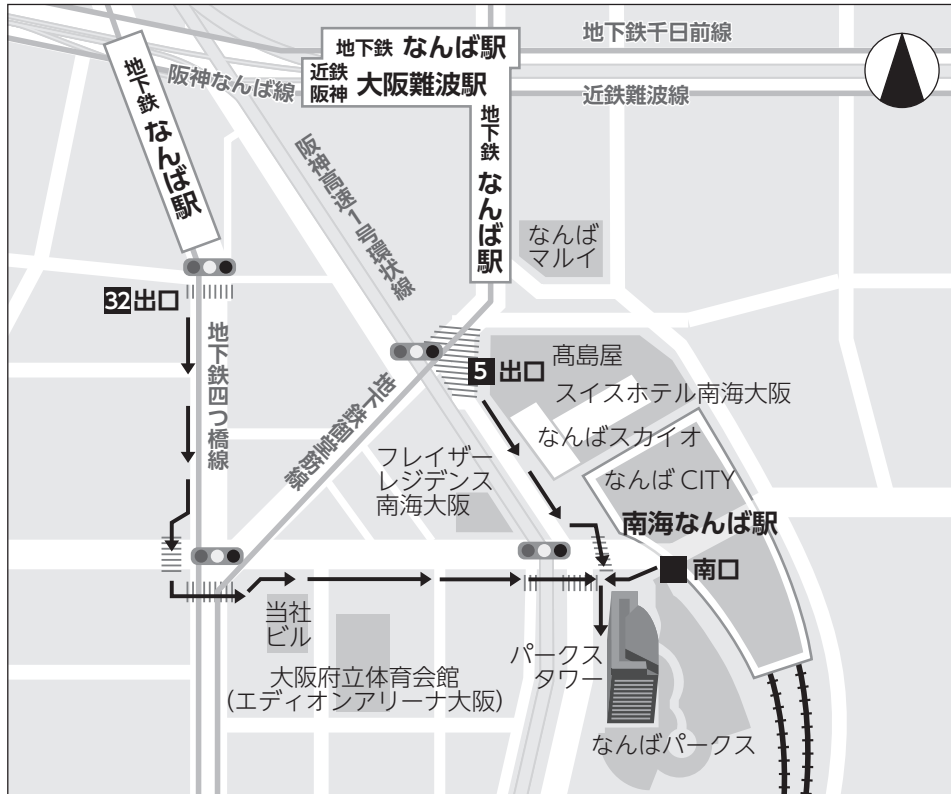 地下鉄 なんば駅
近鉄
阪神 大阪難波駅
地下鉄千日前線
近鉄難波線
阪神なんば線
地下鉄 なんば駅
地下鉄 なんば駅
阪神高速1号環状線
なんば
マルイ
32出口
地下鉄四つ橋線
地下鉄御堂筋線
5 出口
髙島屋
スイスホテル南海大阪
なんばスカイオ
なんば CITY
フレイザー
レジデンス
南海大阪
南海なんば駅
南口
当社
ビル
大阪府立体育会館
(エディオンアリーナ大阪)
パークス
タワー
なんばパークス